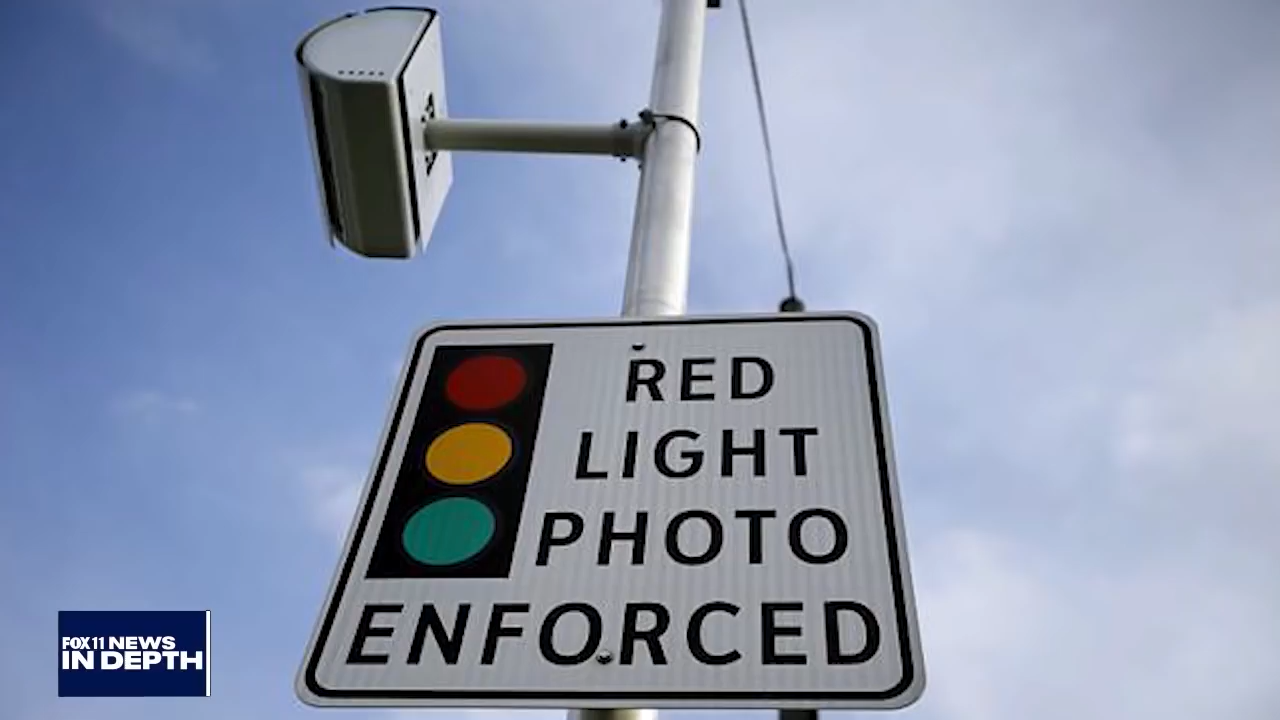 RED
LIGHT
PHOTO
ENFORCED
FOX 11 NEWS
IN DEPTH